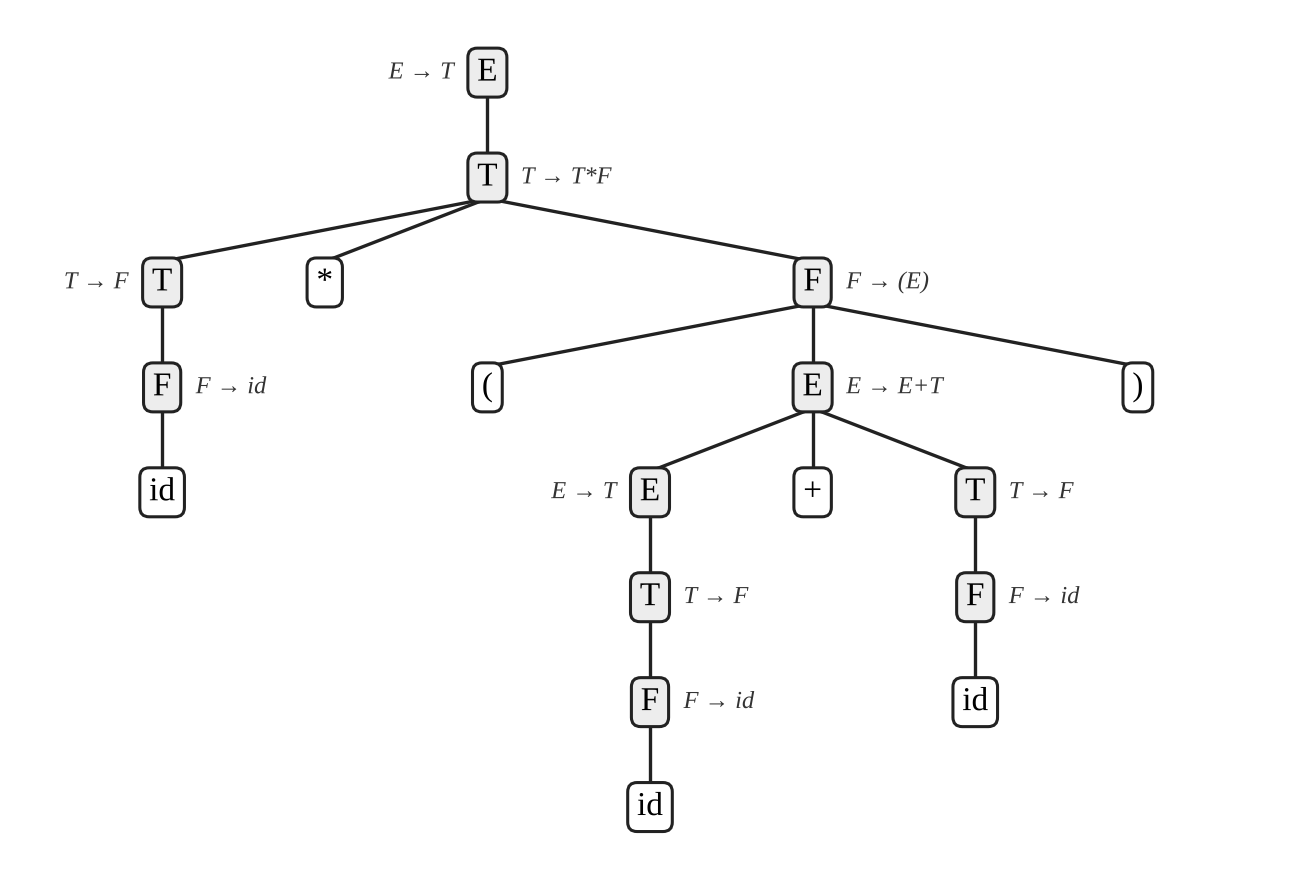 E → T E
T T → T*F
T → F T * F F → (E)
F F → id ( E E → E+T )
id E → T E + T T → F
T T → F F F → id
F F → id id
id